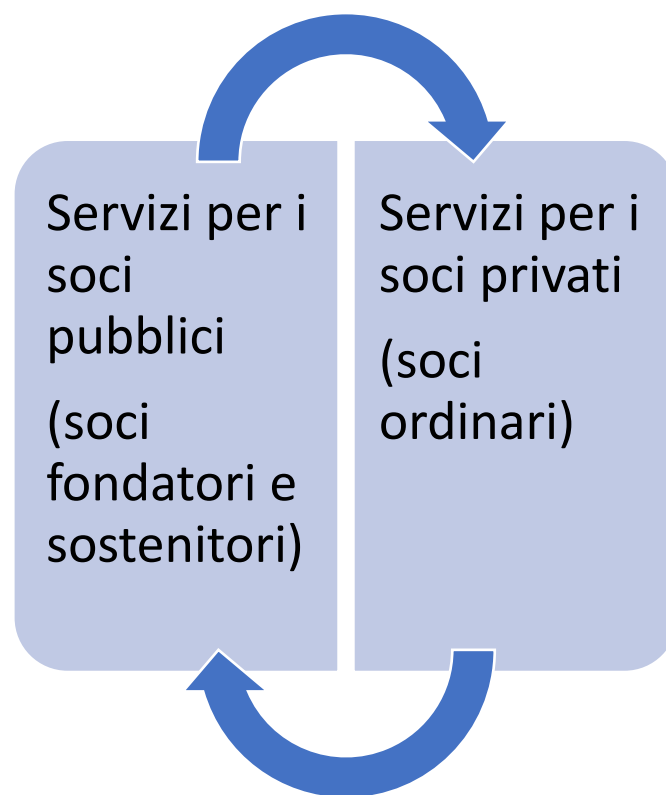 Servizi per i
soci
pubblici
(soci
fondatori e
sostenitori)
Servizi per i
soci privati
(soci
ordinari)